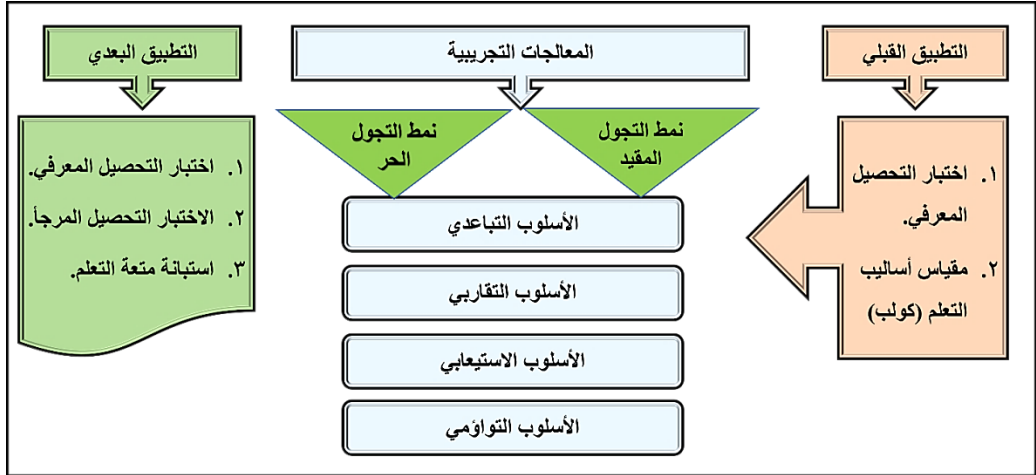 التطبيق القبلي
١. اختبار التحصيل
المعرفي.
٢. مقياس أساليب
التعلم (كولب)
المعالجات التجريبية
نمط التجول
المقيد
نمط التجول
الحر
الأسلوب التباعدي
الأسلوب التقاربي
الأسلوب الاستيعابي
الأسلوب التواؤمي
التطبيق البعدي
١. اختبار التحصيل المعرفي.
٢. الاختبار التحصيل المرجأ.
٣. استبانة متعة التعلم.